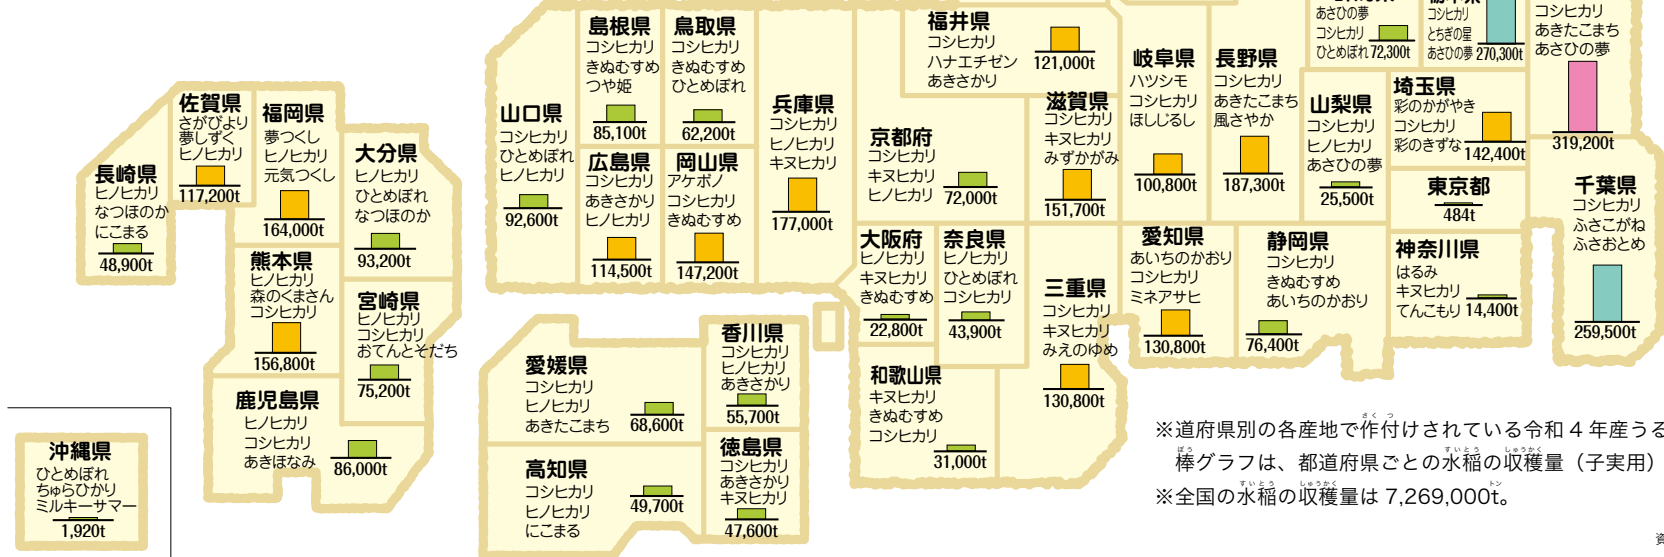 島根県
コシヒカリ
きぬむすめ
つや姫
85,100t
鳥取県
コシヒカリ
きぬむすめ
ひとめぼれ
62,200t
福井県
コシヒカリ
ハナエチゼン
あきさかり
121,000t
あさひの夢
コシヒカリ
ひとめぼれ 72,300t
コシヒカリ
とちぎの星
あさひの夢 270,300t
コシヒカリ
あきたこまち
あさひの夢
319,200t
佐賀県
さがびより
夢しずく
ヒノヒカリ
117,200t
福岡県
夢つくし
ヒノヒカリ
元気つくし
164,000t
大分県
ヒノヒカリ
ひとめぼれ
なつほのか
93,200t
長崎県
ヒノヒカリ
なつほのか
にこまる
48,900t
山口県
コシヒカリ
ひとめぼれ
ヒノヒカリ
92,600t
広島県
コシヒカリ
あきさかり
ヒノヒカリ
114,500t
岡山県
アケボノ
コシヒカリ
きぬむすめ
147,200t
兵庫県
コシヒカリ
ヒノヒカリ
キヌヒカリ
177,000t
京都府
コシヒカリ
キヌヒカリ
ヒノヒカリ
72,000t
滋賀県
コシヒカリ
キヌヒカリ
みずかがみ
151,700t
岐阜県
ハツシモ
コシヒカリ
ほしじるし
100,800t
長野県
コシヒカリ
あきたこまち
風さやか
187,300t
山梨県
コシヒカリ
ヒノヒカリ
あさひの夢
25,500t
埼玉県
彩のかがやき
コシヒカリ
彩のきずな 142,400t
東京都
484t
千葉県
コシヒカリ
ふさこがね
ふさおとめ
259,500t
神奈川県
はるみ
キヌヒカリ
てんこもり 14,400t
熊本県
ヒノヒカリ
森のくまさん
コシヒカリ
156,800t
宮崎県
ヒノヒカリ
コシヒカリ
おてんとそだち
75,200t
鹿児島県
ヒノヒカリ
コシヒカリ
あきほなみ
86,000t
沖縄県
ひとめぼれ
ちゅらひかり
ミルキーサマー
1,920t
愛媛県
コシヒカリ
ヒノヒカリ
あきたこまち
68,600t
香川県
コシヒカリ
ヒノヒカリ
あきさかり
55,700t
高知県
コシヒカリ
ヒノヒカリ
にこまる
49,700t
徳島県
コシヒカリ
あきさかり
キヌヒカリ
47,600t
大阪府
ヒノヒカリ
キヌヒカリ
きぬむすめ
22,800t
奈良県
ヒノヒカリ
ひとめぼれ
コシヒカリ
43,900t
和歌山県
キヌヒカリ
きぬむすめ
コシヒカリ
31,000t
三重県
コシヒカリ
キヌヒカリ
みえのゆめ
130,800t
愛知県
あいちのかおり
コシヒカリ
ミネアサヒ
130,800t
静岡県
コシヒカリ
きぬむすめ
あいちのかおり
76,400t
※道府県別の各産地で作付けされている令和4年産うる
棒グラフは、都道府県ごとの水稲の収穫量（子実用）
※全国の水稲の収穫量は7,269,000t。